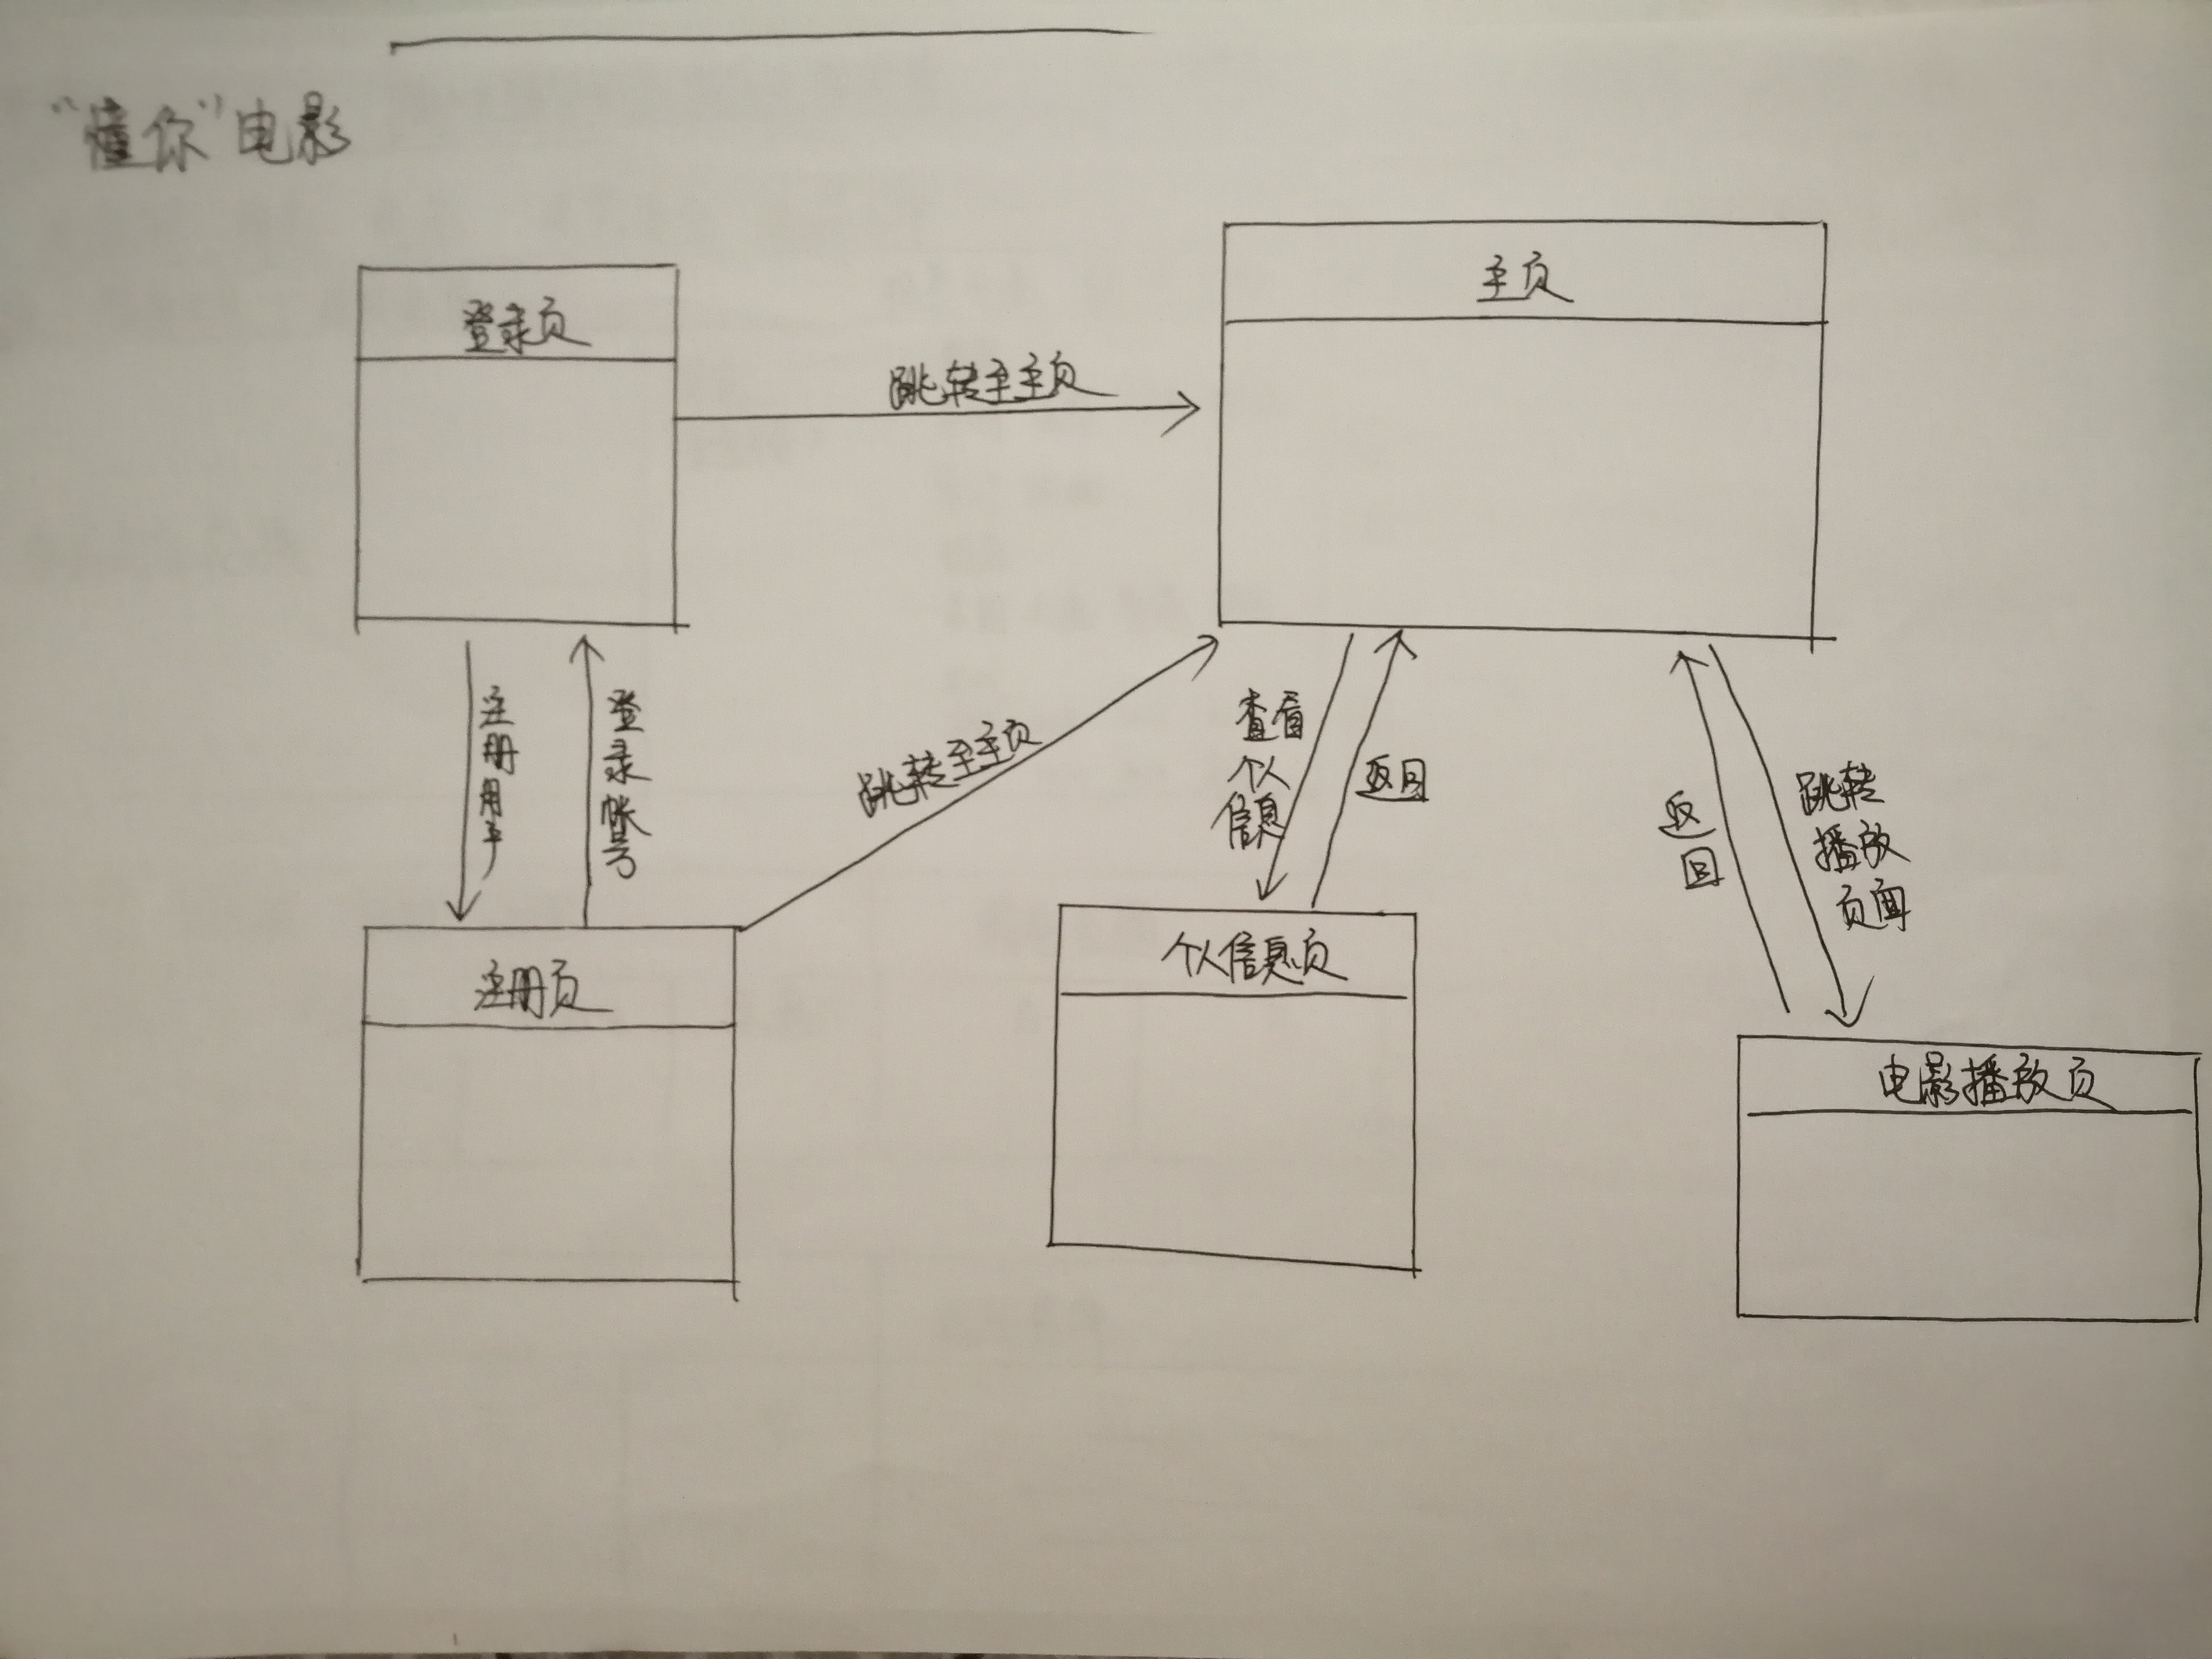 “懂你”电影
登录页
主页
跳转至主页
注册用户
登录帐号
跳转至主页
查看
个人
信息
返回
返
回
跳转
播放
页面
注册页
个人信息页
电影播放页